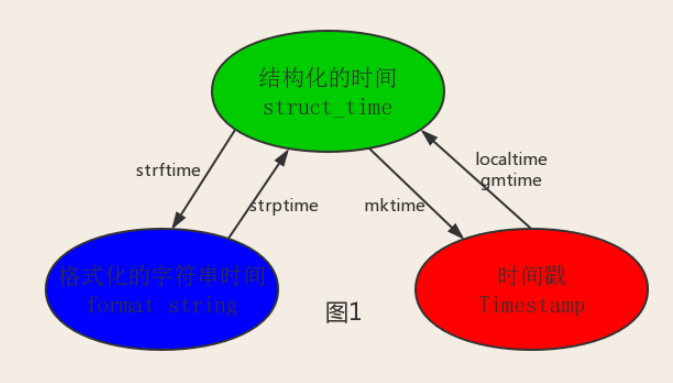 结构化的时间
struct_time
strftime
strptime
mktime
localtime
gmtime
格式化的字符串时间
format string
时间戳
Timestamp
图1